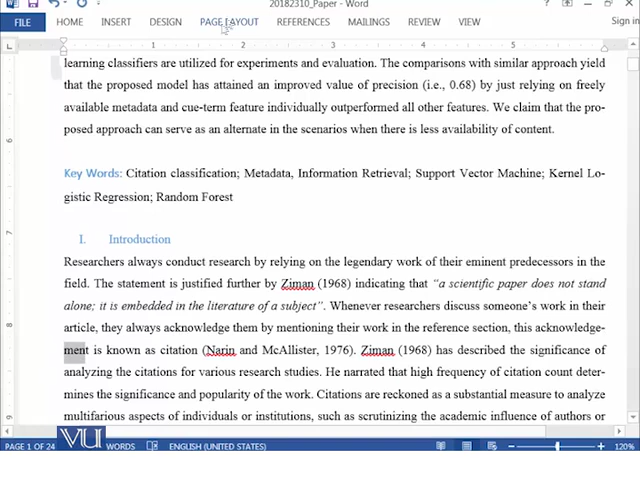 20182310_Paper - Word
FILE HOME INSERT DESIGN PAGE LAYOUT REFERENCES MAILINGS REVIEW VIEW Sign in
1 2 3 4 5
learning classifiers are utilized for experiments and evaluation. The comparisons with similar approach yield
that the proposed model has attained an improved value of precision (i.e., 0.68) by just relying on freely
available metadata and cue-term feature individually outperformed all other features. We claim that the pro-
posed approach can serve as an alternate in the scenarios when there is less availability of content.
6
Key Words: Citation classification; Metadata, Information Retrieval; Support Vector Machine; Kernel Lo-
gistic Regression; Random Forest
7
I. Introduction
Researchers always conduct research by relying on the legendary work of their eminent predecessors in the
field. The statement is justified further by Ziman (1968) indicating that “a scientific paper does not stand
alone; it is embedded in the literature of a subject”. Whenever researchers discuss someone’s work in their
8
article, they always acknowledge them by mentioning their work in the reference section, this acknowledge-
ment is known as citation (Narin and McAllister, 1976). Ziman (1968) has described the significance of
analyzing the citations for various research studies. He narrated that high frequency of citation count deter-
mines the significance and popularity of the work. Citations are reckoned as a substantial measure to analyze
multifarious aspects of individuals or institutions, such as scrutinizing the academic influence of authors or
9
PAGE 1 OF 24 VU WORDS ENGLISH (UNITED STATES) 120%